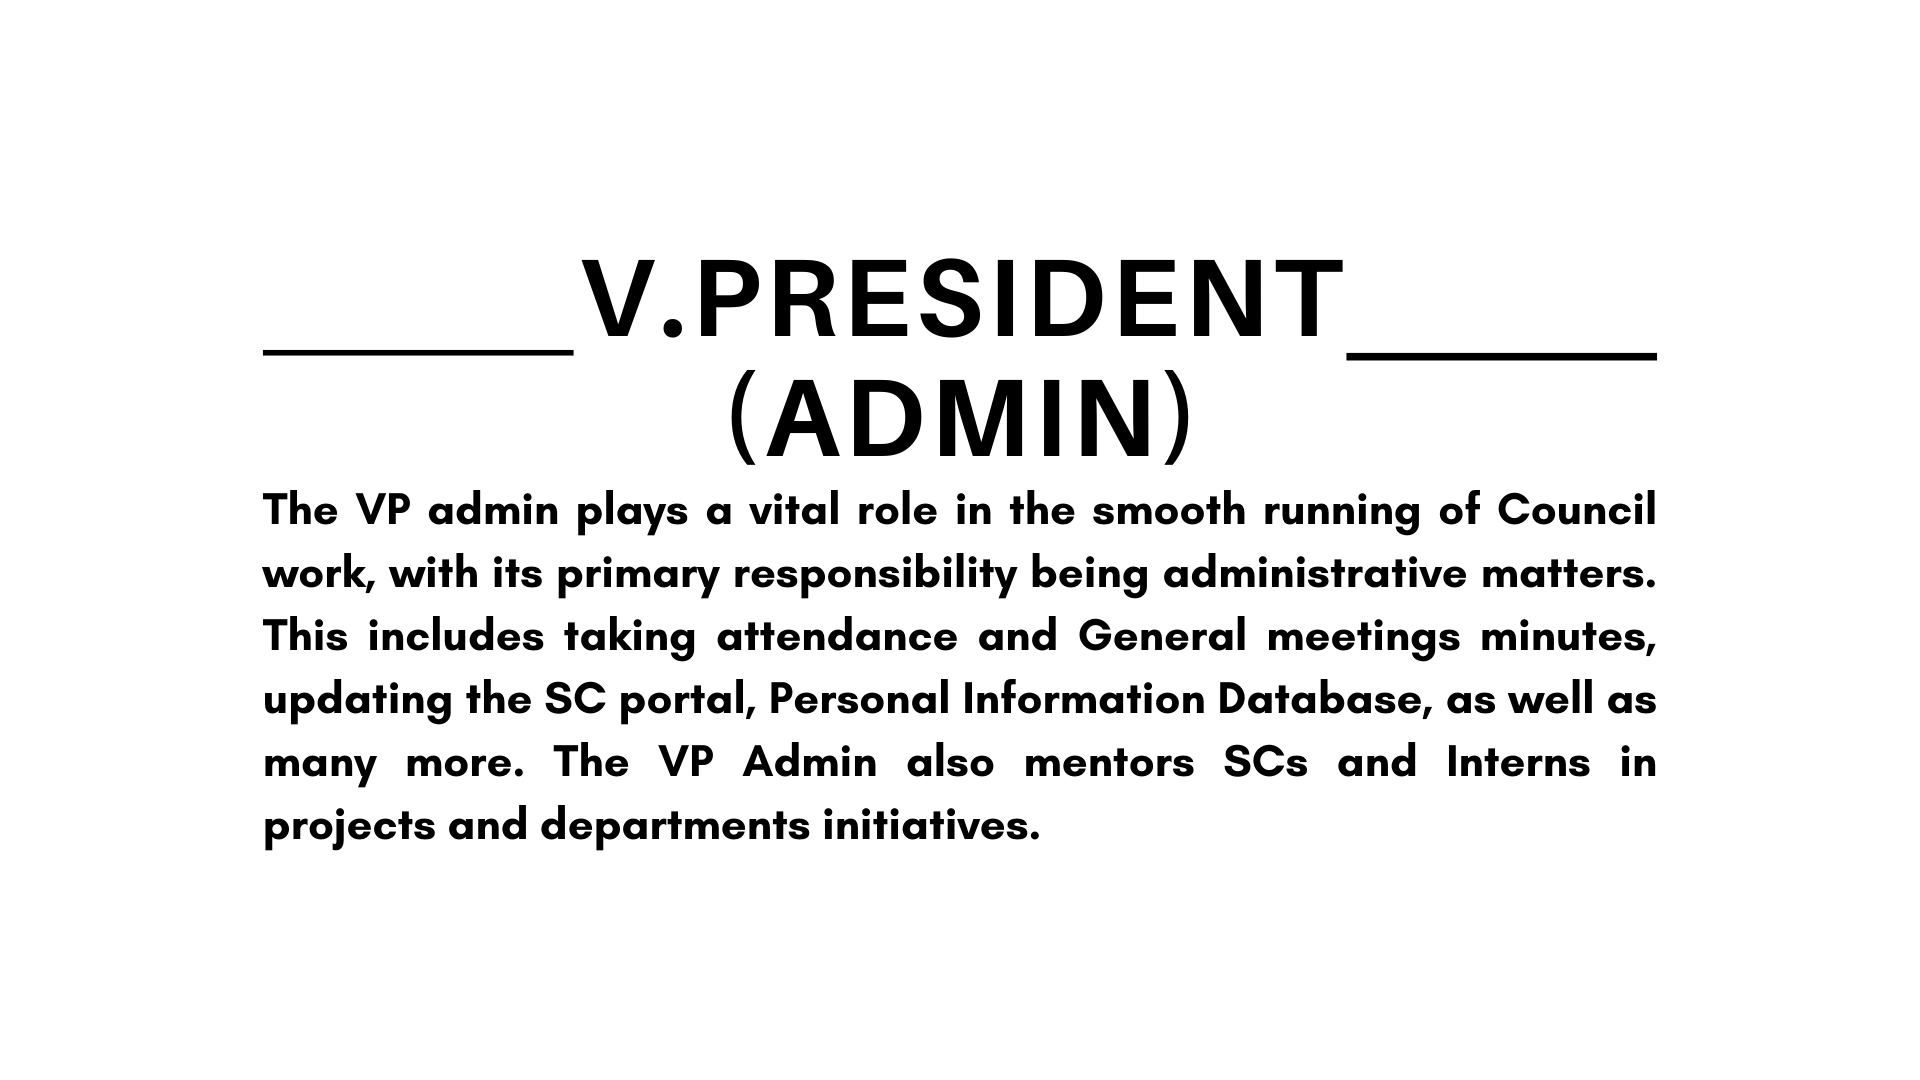 V.PRESIDENT
(ADMIN)
The VP admin plays a vital role in the smooth running of Council
work, with its primary responsibility being administrative matters.
This includes taking attendance and General meetings minutes,
updating the SC portal, Personal Information Database, as well as
many more. The VP Admin also mentors SCs and Interns in
projects and departments initiatives.